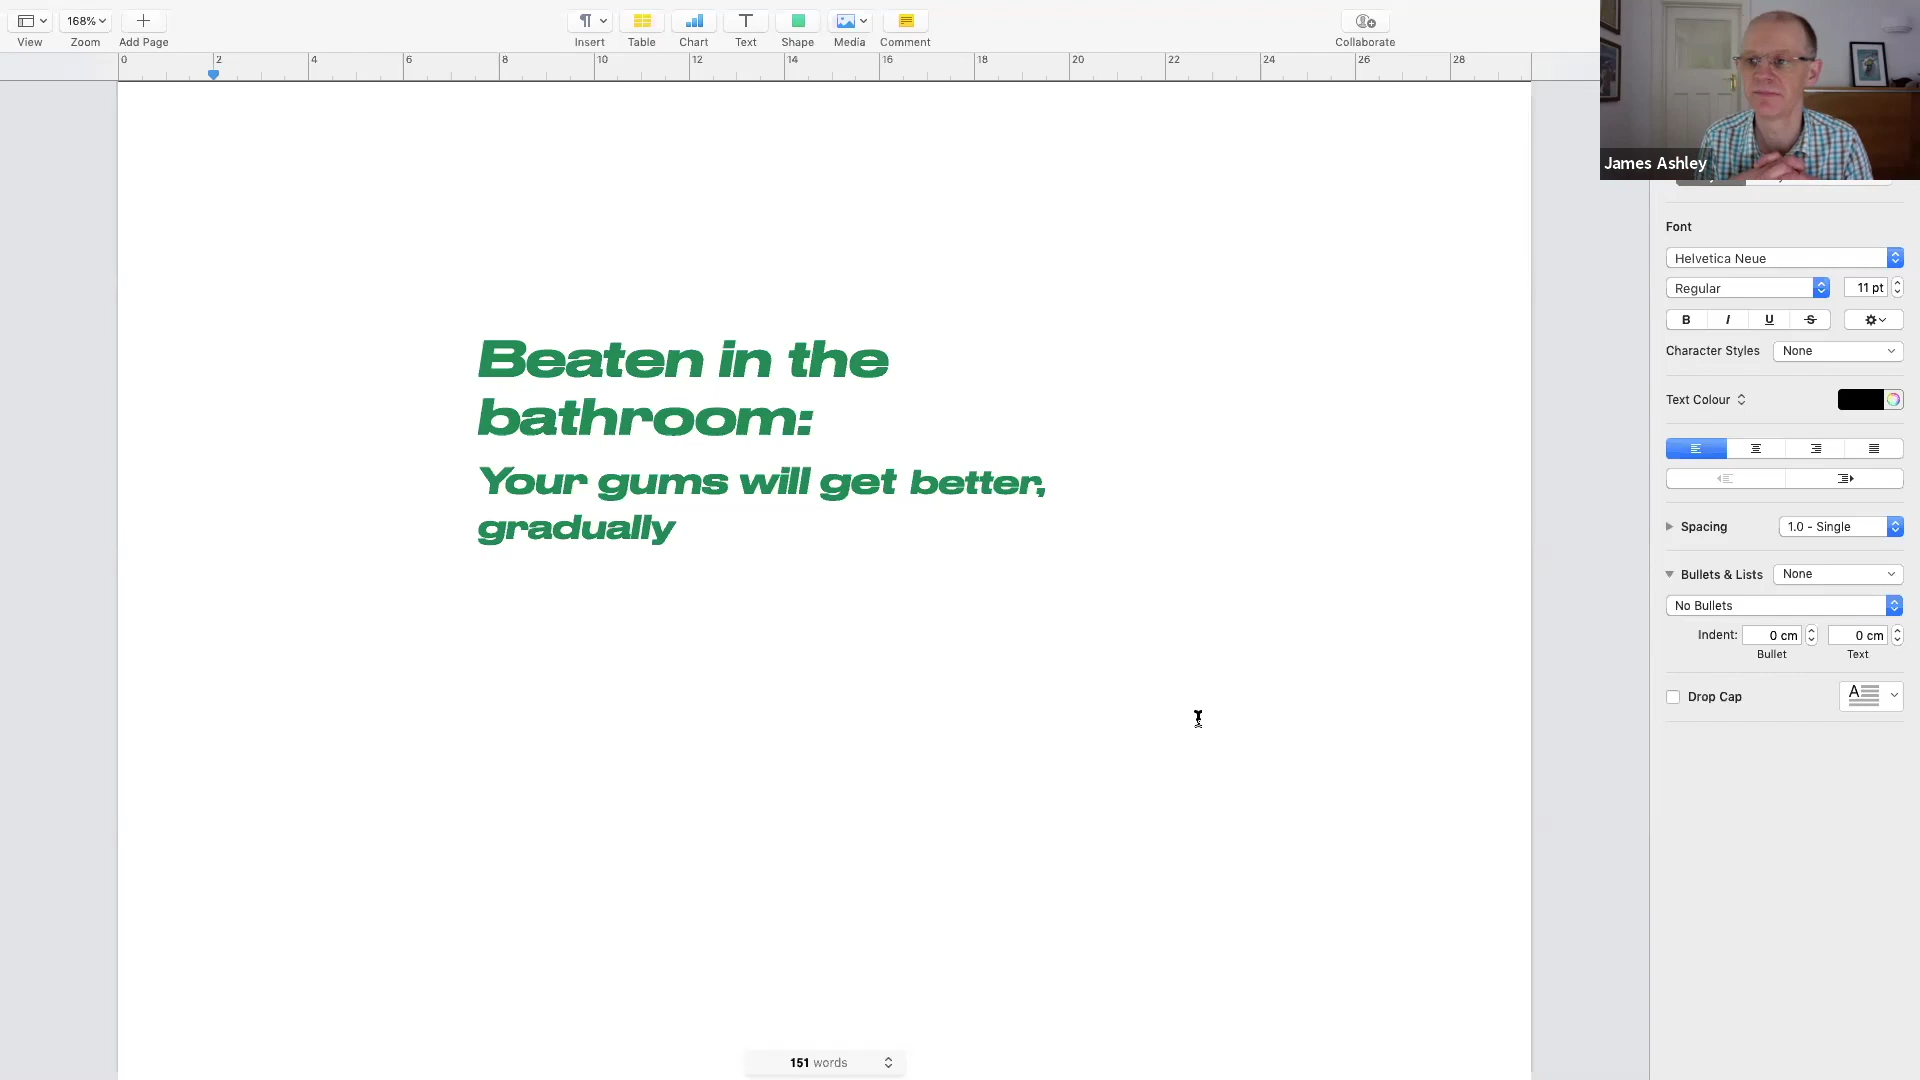 168%
View
Zoom
Add Page
Insert
Table
Chart
Text
Shape
Media
Comment
Collaborate
0 2 4 6 8 10 12 14 16 18 20 22 24 26 28
James Ashley
Beaten in the
bathroom:
Your gums will get better,
gradually
151 words
Font
Helvetica Neue
Regular
11 pt
B I U S
Character Styles
None
Text Colour
Spacing
1.0 - Single
Bullets & Lists
None
No Bullets
Indent:
0 cm
0 cm
Bullet
Text
Drop Cap
A